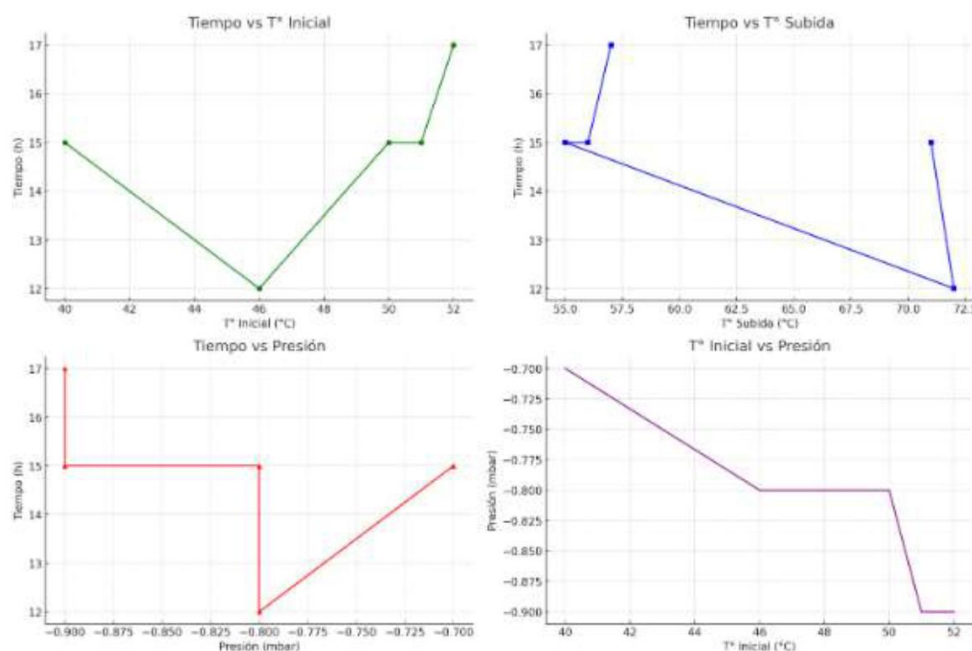 Tiempo vs T° Inicial
17
16
15
14
13
12
Tiempo (h)
40 42 44 46 48 50 52
T° Inicial (°C)
Tiempo vs T° Subida
17
16
15
14
13
12
Tiempo (h)
55.0 57.5 60.0 62.5 65.0 67.5 70.0 72.5
T° Subida (°C)
Tiempo vs Presión
17
16
15
14
13
12
Tiempo (h)
−0.900 −0.875 −0.850 −0.825 −0.800 −0.775 −0.750 −0.725 −0.700
Presión (mbar)
T° Inicial vs Presión
−0.700
−0.725
−0.750
−0.775
−0.800
−0.825
−0.850
−0.875
−0.900
Presión (mbar)
40 42 44 46 48 50 52
T° Inicial (°C)